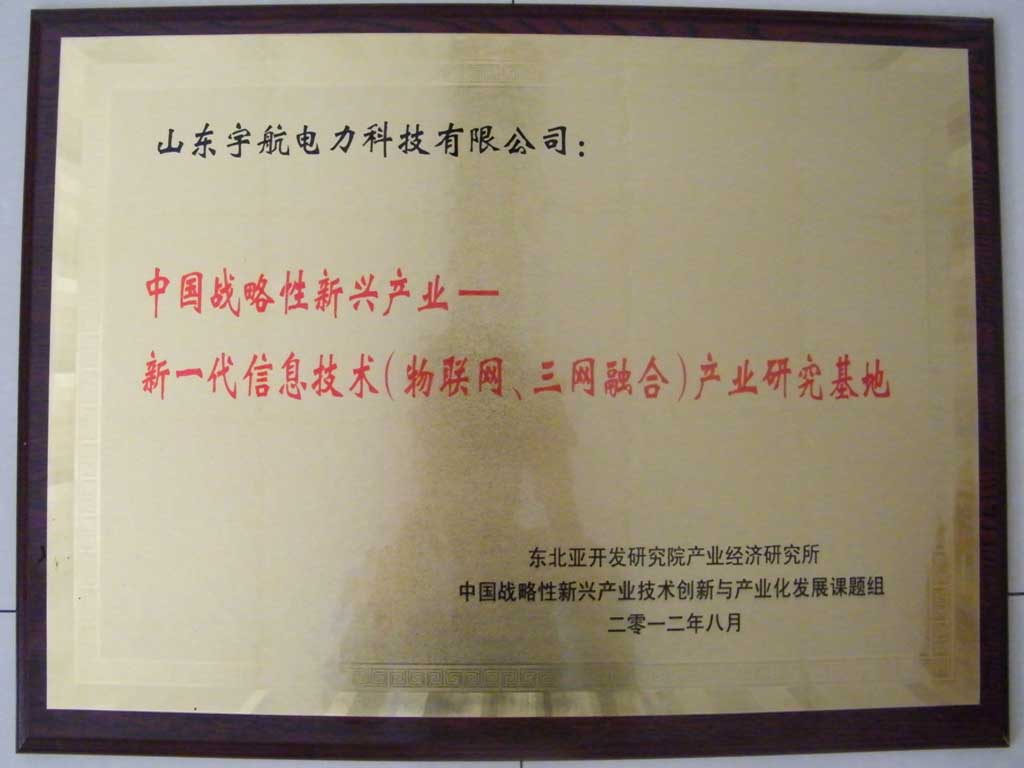 山东宇航电力科技有限公司：
中国战略性新兴产业—
新一代信息技术(物联网、三网融合)产业研究基地
东北亚开发研究院产业经济研究所
中国战略性新兴产业技术创新与产业化发展课题组
二零一二年八月